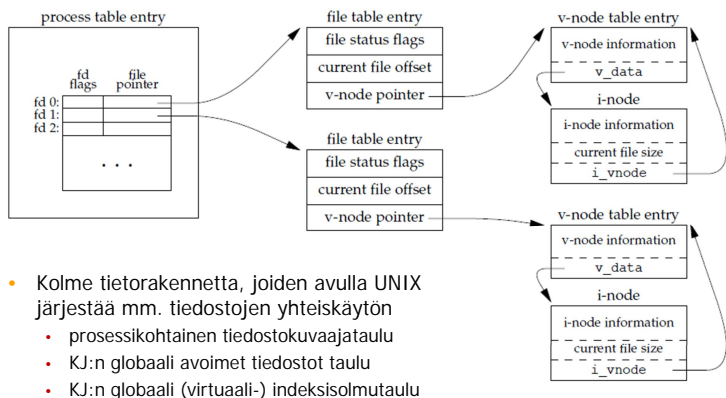 process table entry
fd flags
file pointer
fd 0:
fd 1:
fd 2:
. . .
file table entry
file status flags
current file offset
v-node pointer
file table entry
file status flags
current file offset
v-node pointer
v-node table entry
v-node information
v_data
i-node
i-node information
current file size
i_vnode
v-node table entry
v-node information
v_data
i-node
i-node information
current file size
i_vnode
• Kolme tietorakennetta, joiden avulla UNIX
järjestää mm. tiedostojen yhteiskäytön
• prosessikohtainen tiedostokuvaajataulu
• KJ:n globaali avoimet tiedostot taulu
• KJ:n globaali (virtuaali-) indeksisolmutaulu